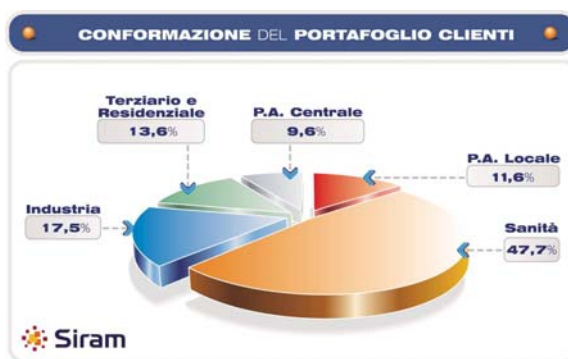 CONFORMAZIONE DEL PORTAFOGLIO CLIENTI
Terziario e
Residenziale
13,6%
P.A. Centrale
9,6%
P.A. Locale
11,6%
Industria
17,5%
Sanità
47,7%
Siram